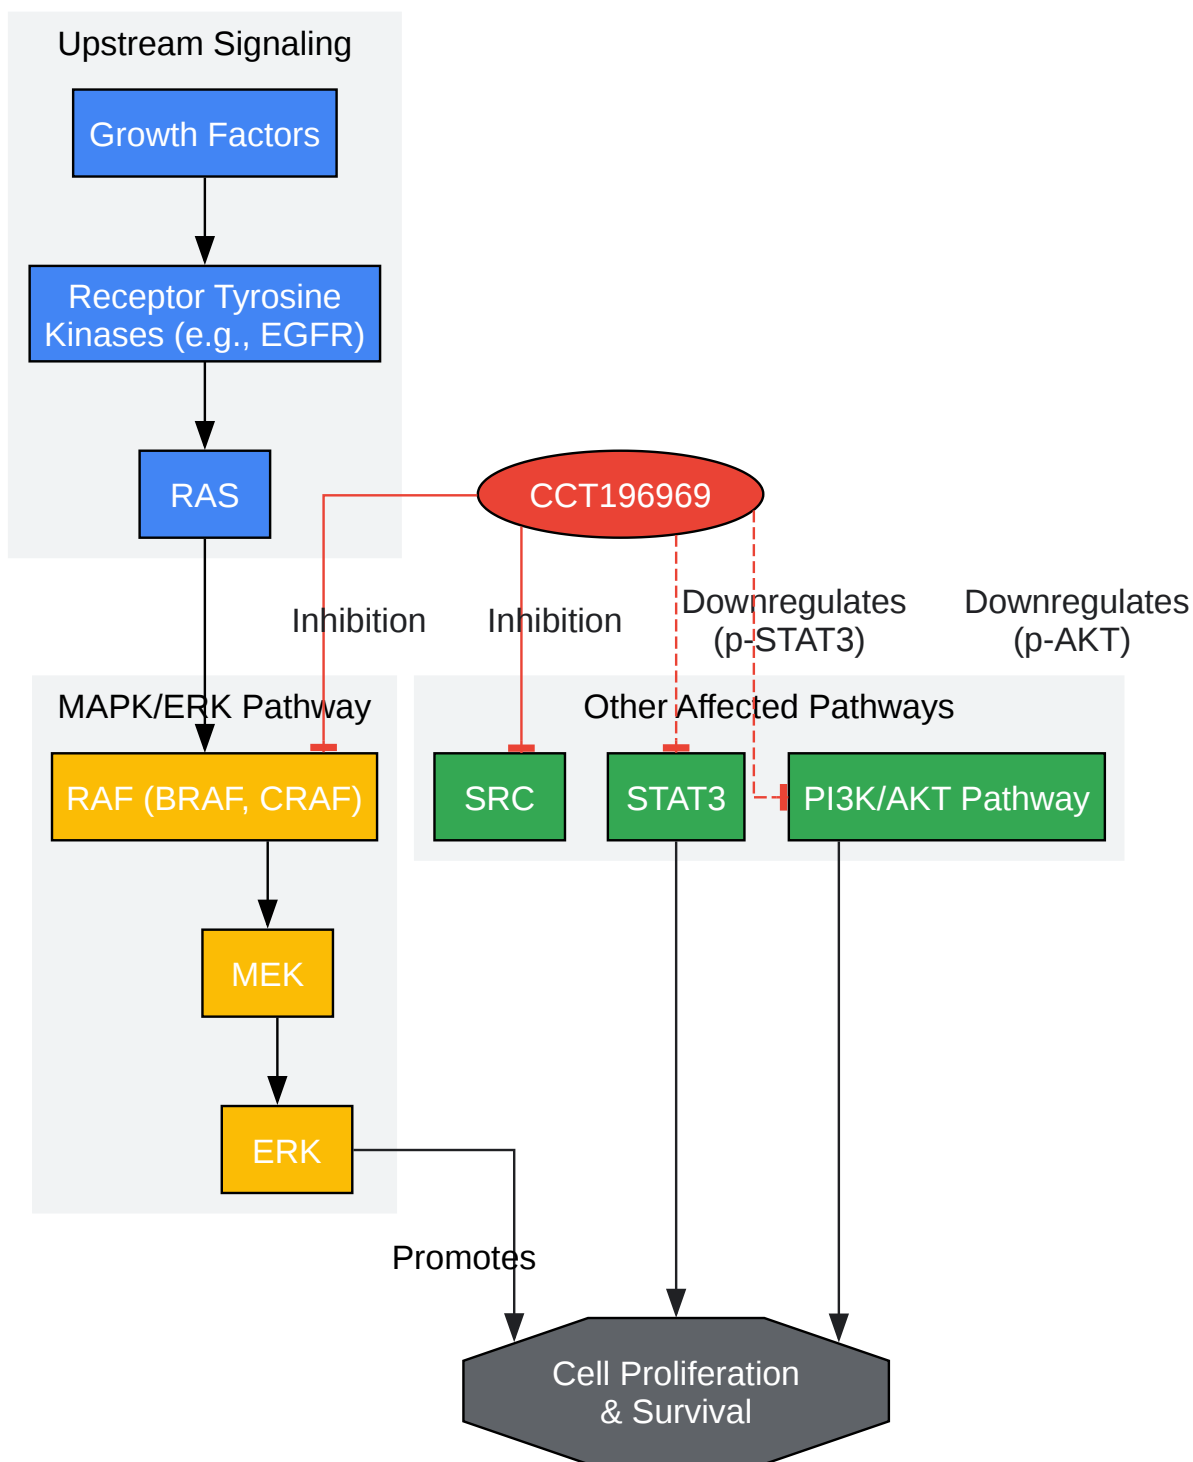 Upstream Signaling
Growth Factors
Receptor Tyrosine
Kinases (e.g., EGFR)
RAS
CCT196969
Inhibition
Inhibition
Downregulates
(p-STAT3)
Downregulates
(p-AKT)
MAPK/ERK Pathway
Other Affected Pathways
RAF (BRAF, CRAF)
SRC
STAT3
PI3K/AKT Pathway
MEK
ERK
Promotes
Cell Proliferation
& Survival